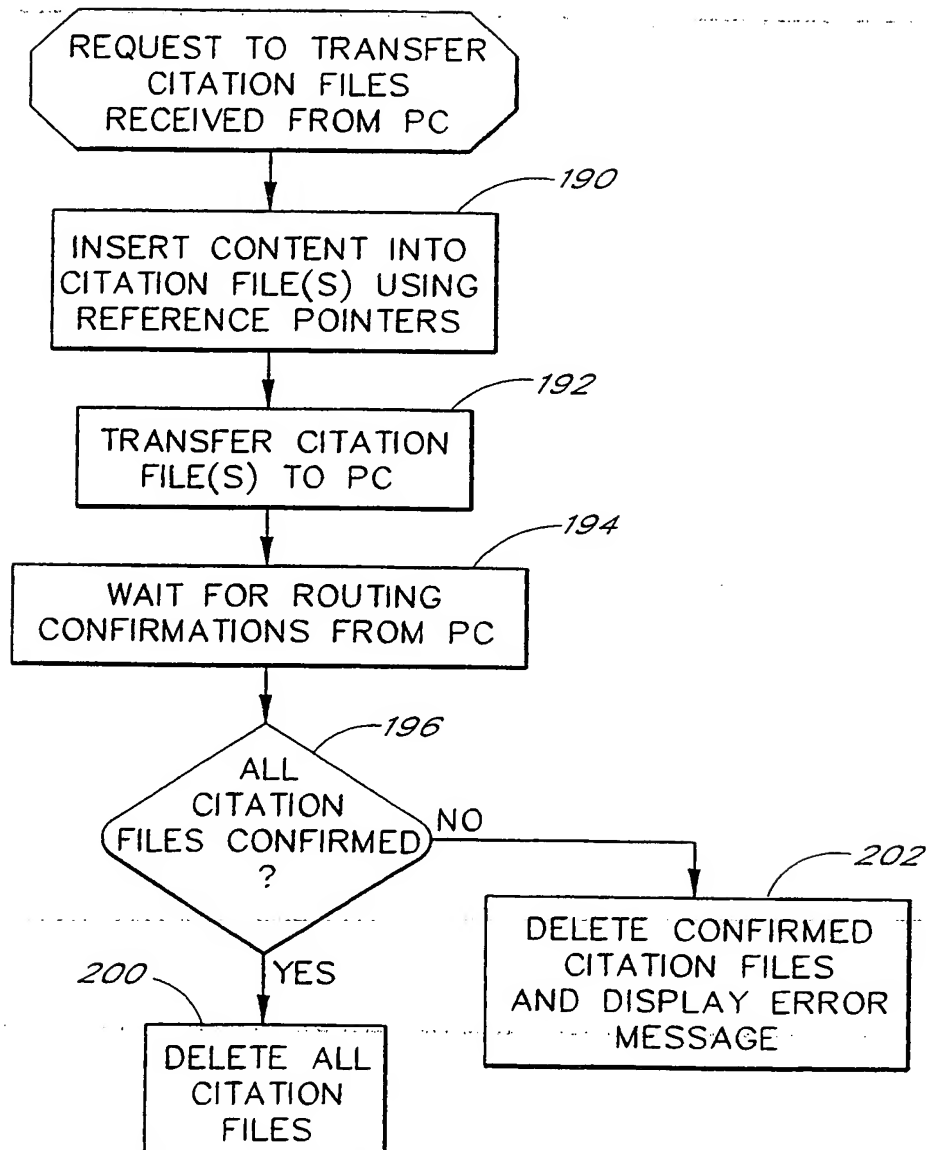 REQUEST TO TRANSFER
CITATION FILES
RECEIVED FROM PC
190
INSERT CONTENT INTO
CITATION FILE(S) USING
REFERENCE POINTERS
192
TRANSFER CITATION
FILE(S) TO PC
194
WAIT FOR ROUTING
CONFIRMATIONS FROM PC
196
ALL
CITATION
FILES CONFIRMED
?
NO
202
DELETE CONFIRMED
CITATION FILES
AND DISPLAY ERROR
MESSAGE
YES
200
DELETE ALL
CITATION
FILES